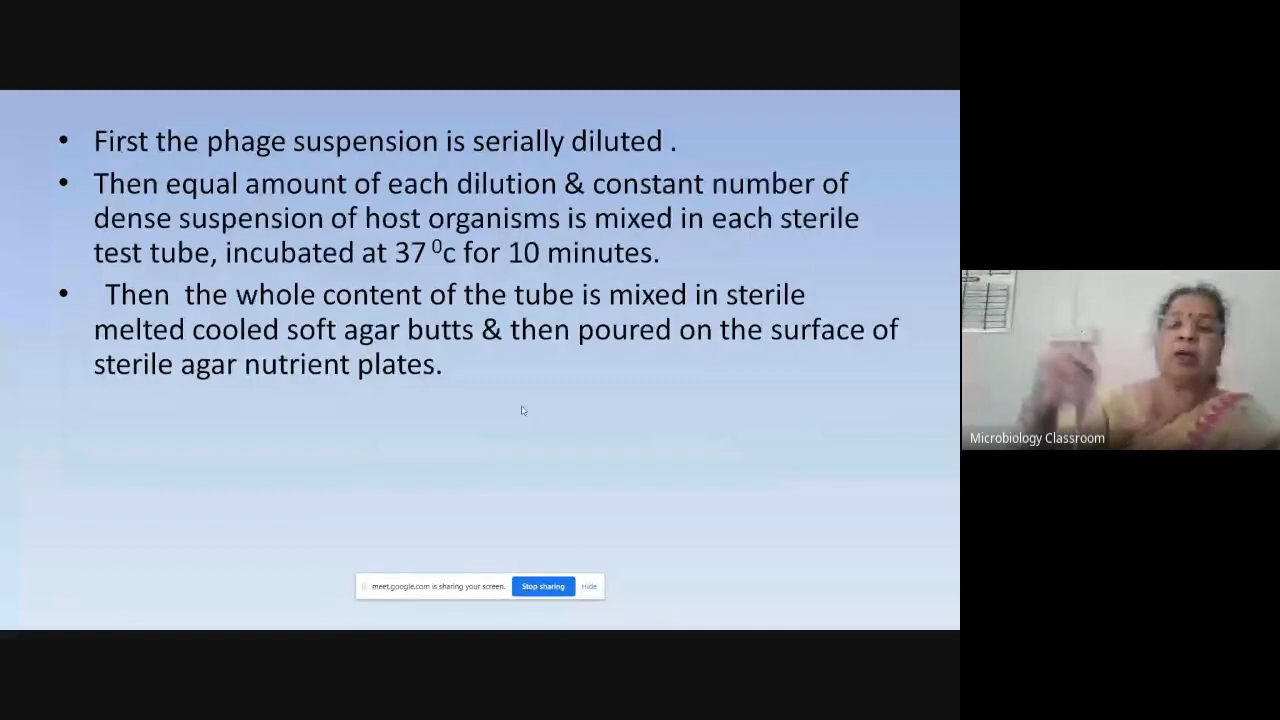 • First the phage suspension is serially diluted .
• Then equal amount of each dilution & constant number of
dense suspension of host organisms is mixed in each sterile
test tube, incubated at 37 ⁰c for 10 minutes.
• Then the whole content of the tube is mixed in sterile
melted cooled soft agar butts & then poured on the surface of
sterile agar nutrient plates.
Microbiology Classroom
meet.google.com is sharing your screen. Stop sharing Hide